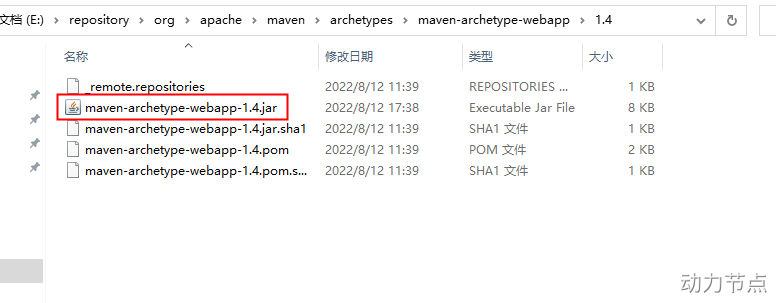 文档 (E:) > repository > org > apache > maven > archetypes > maven-archetype-webapp > 1.4
名称 修改日期 类型 大小
_remote.repositories 2022/8/12 11:39 REPOSITORIES ... 1 KB
maven-archetype-webapp-1.4.jar 2022/8/12 17:38 Executable Jar File 8 KB
maven-archetype-webapp-1.4.jar.sha1 2022/8/12 11:39 SHA1 文件 1 KB
maven-archetype-webapp-1.4.pom 2022/8/12 11:39 POM 文件 2 KB
maven-archetype-webapp-1.4.pom.s... 2022/8/12 11:39 SHA1 文件 1 KB
动力节点